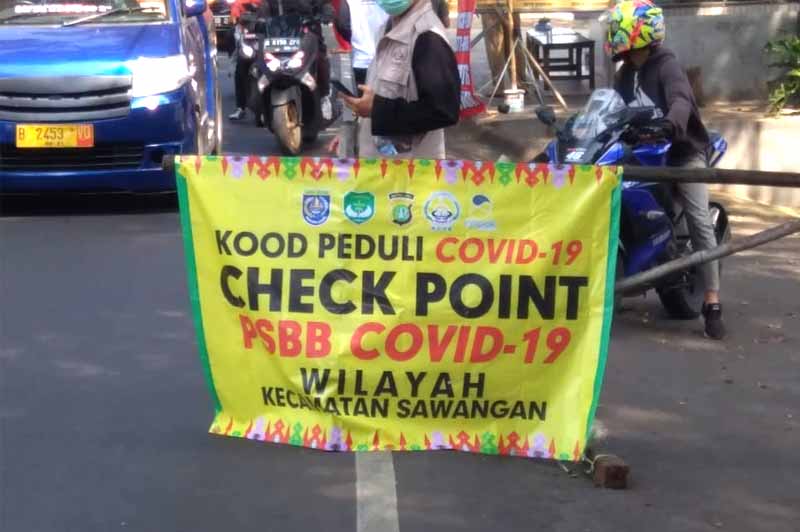 B 2453 VO
KOOD PEDULI COVID-19
CHECK POINT
PSBB COVID-19
WILAYAH
KECAMATAN SAWANGAN